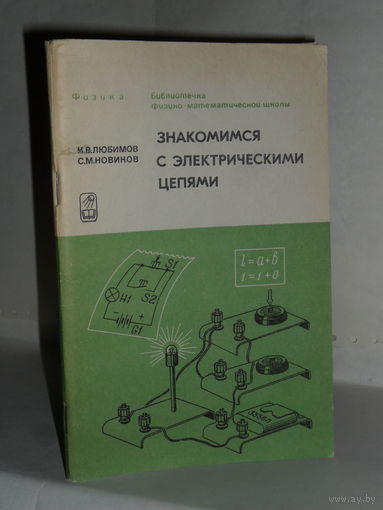 Физика
Библиотечка
физико математической школы
К.В.ЛЮБИМОВ
С.М.НОВИКОВ
ЗНАКОМИМСЯ
С ЭЛЕКТРИЧЕСКИМИ
ЦЕПЯМИ
S1
H1
S2
− +
G1
l=a+b
1=1+0
3336Л
www.ay.by